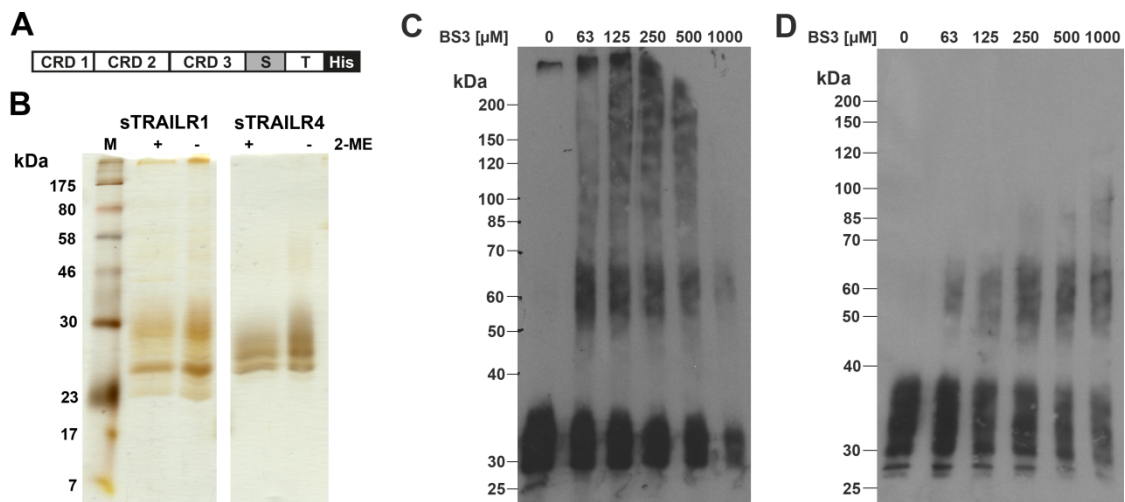 A
CRD 1 CRD 2 CRD 3 S T His
B
sTRAILR1 sTRAILR4
kDa M + - + - 2-ME
175
80
58
46
30
23
17
7
C
BS3 [µM] 0 63 125 250 500 1000
kDa
200
150
120
100
85
70
60
50
40
30
25
D
BS3 [µM] 0 63 125 250 500 1000
kDa
200
150
120
100
85
70
60
50
40
30
25